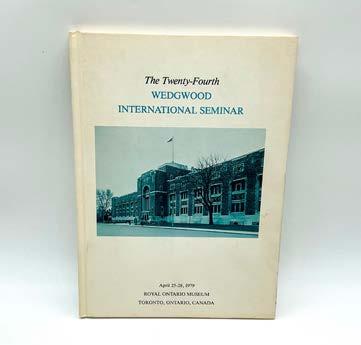 The Twenty-Fourth
WEDGWOOD
INTERNATIONAL SEMINAR
April 25-28, 1979
ROYAL ONTARIO MUSEUM
TORONTO, ONTARIO, CANADA